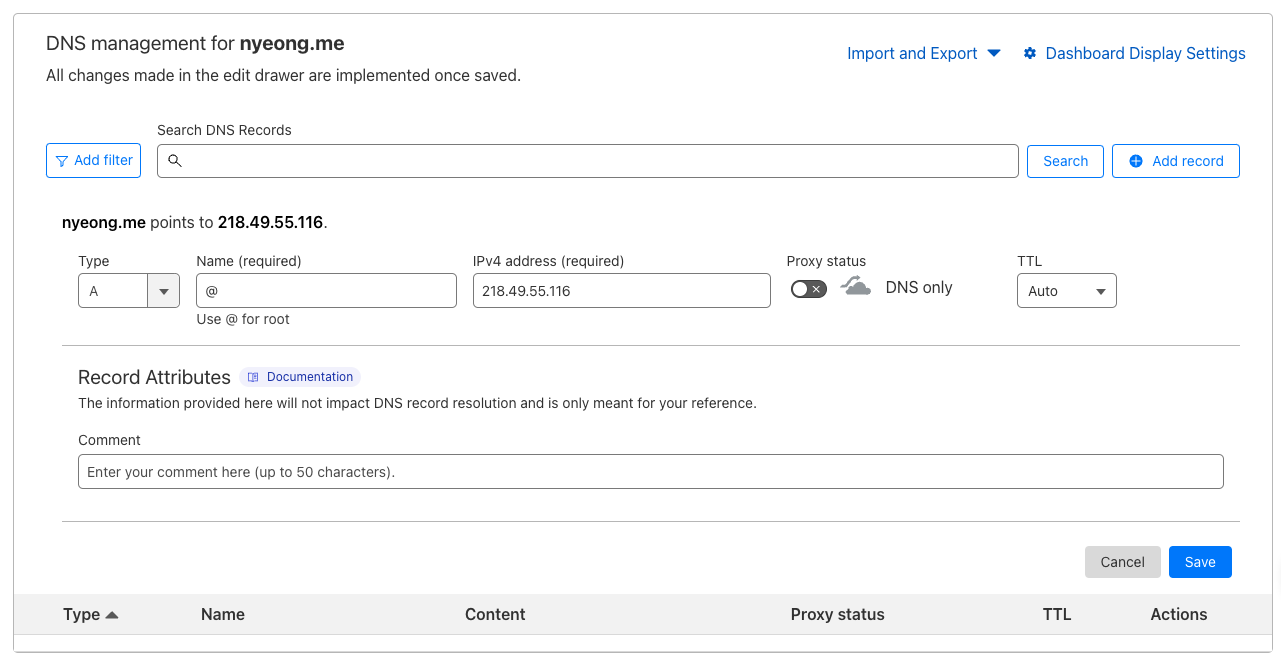 DNS management for nyeong.me
All changes made in the edit drawer are implemented once saved.
Import and Export
Dashboard Display Settings
Search DNS Records
Add filter
Search
Add record
nyeong.me points to 218.49.55.116.
Type
Name (required)
IPv4 address (required)
Proxy status
TTL
A
@
218.49.55.116
DNS only
Auto
Use @ for root
Record Attributes
Documentation
The information provided here will not impact DNS record resolution and is only meant for your reference.
Comment
Enter your comment here (up to 50 characters).
Cancel
Save
Type
Name
Content
Proxy status
TTL
Actions